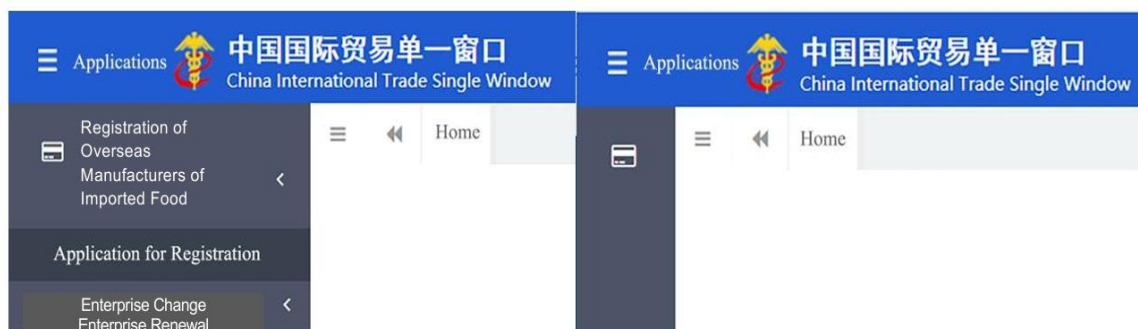 Applications
中国国际贸易单一窗口
China International Trade Single Window
Registration of
Overseas
Manufacturers of
Imported Food
Home
Application for Registration
Enterprise Change
Enterprise Renewal
Applications
中国国际贸易单一窗口
China International Trade Single Window
Home